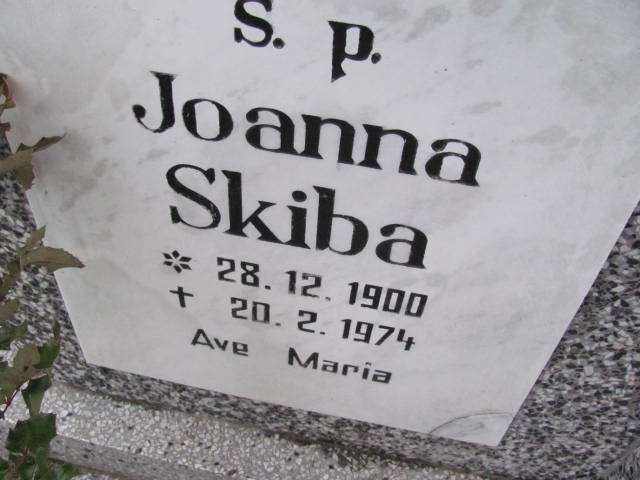 s. p.
Joanna
Skiba
* 28. 12. 1900
† 20. 2. 1974
Ave Maria